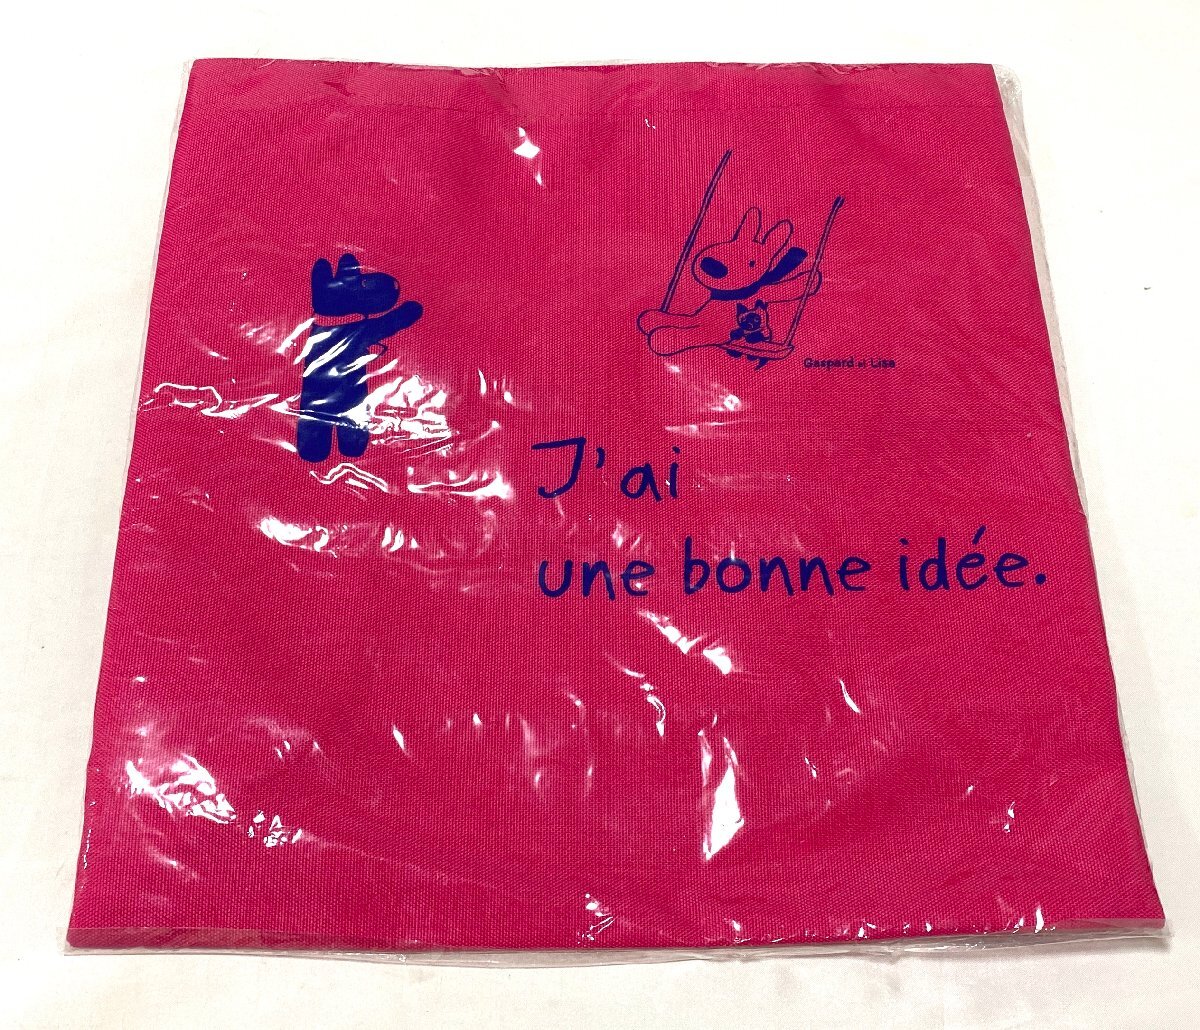 Gaspard et Lisa
J'ai
une bonne idée.